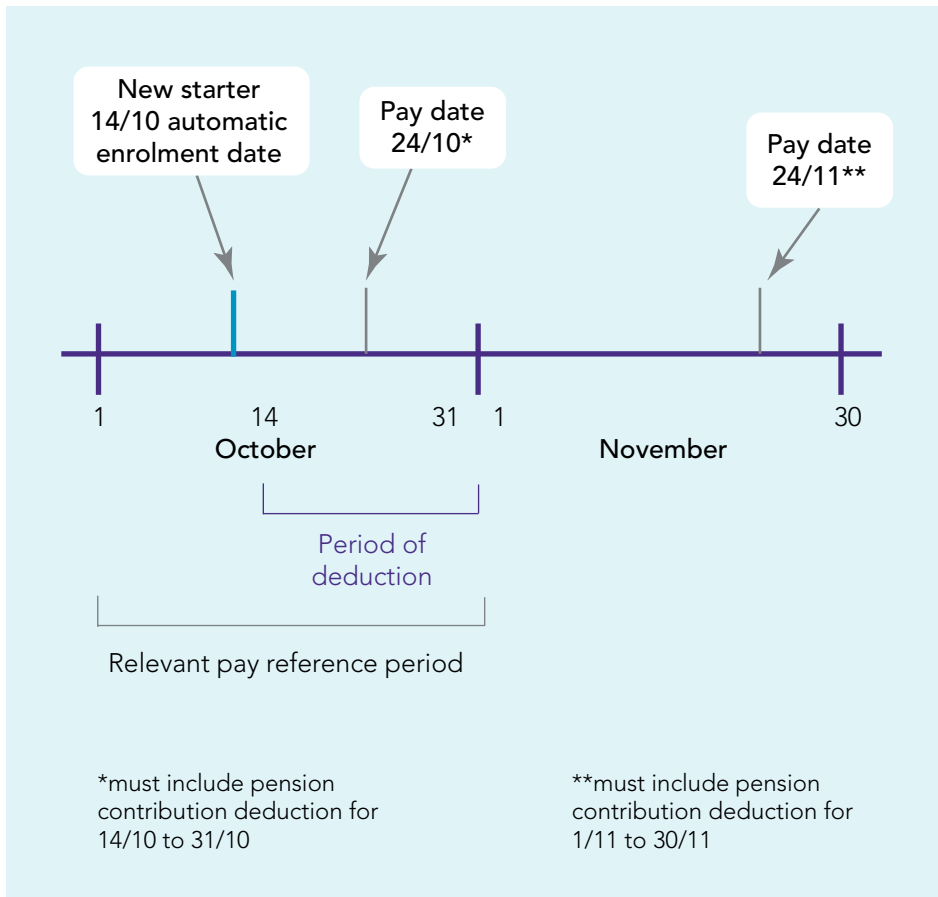 New starter
14/10 automatic
enrolment date
Pay date
24/10*
Pay date
24/11**
1
14
31
1
30
October
November
Period of
deduction
Relevant pay reference period
*must include pension
contribution deduction for
14/10 to 31/10
**must include pension
contribution deduction for
1/11 to 30/11